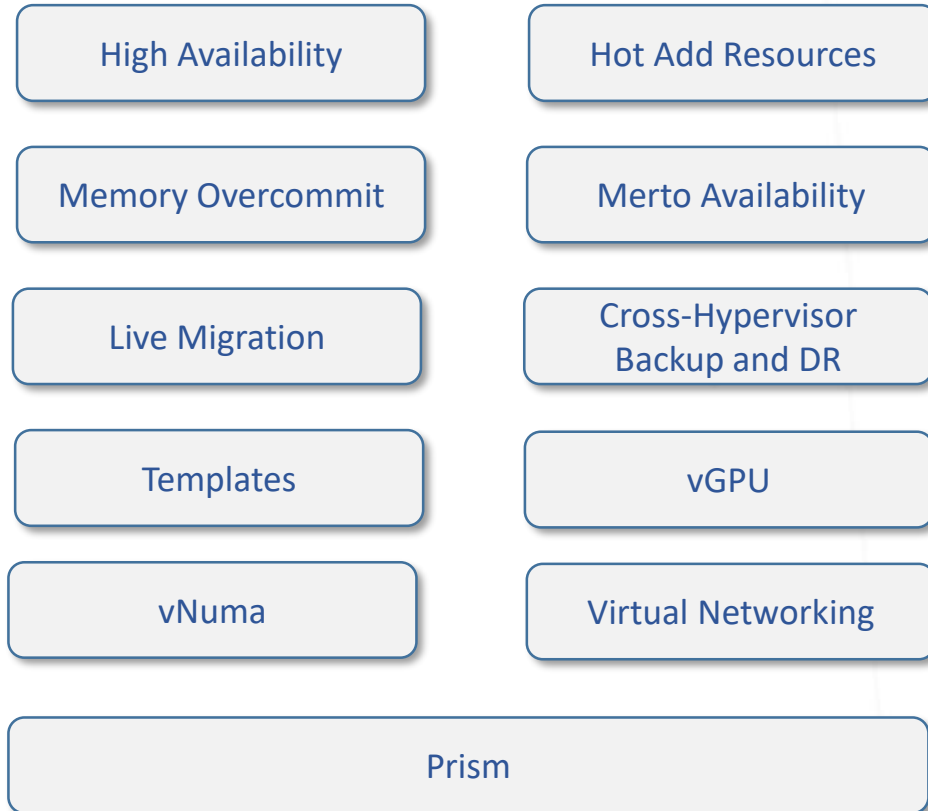 High Availability
Hot Add Resources
Memory Overcommit
Merto Availability
Live Migration
Cross-Hypervisor
Backup and DR
Templates
vGPU
vNuma
Virtual Networking
Prism